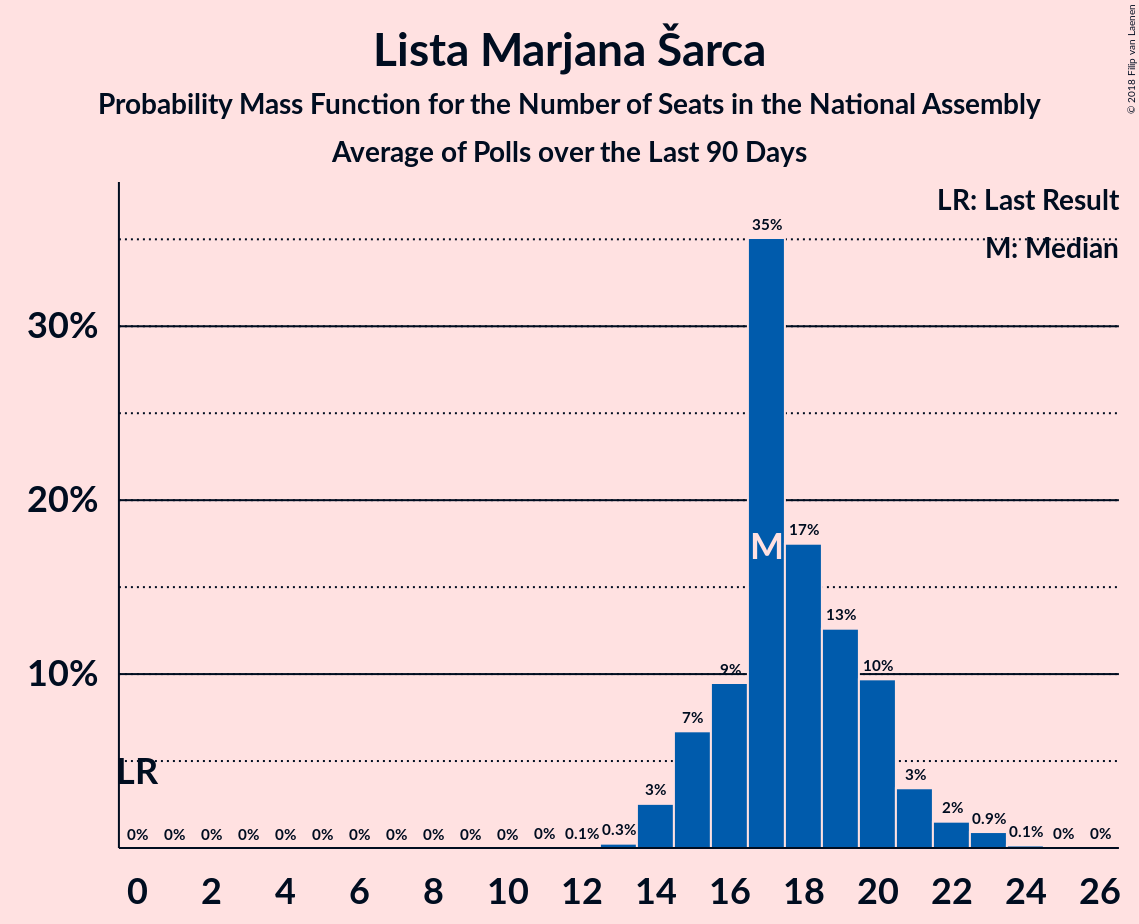 Lista Marjana Šarca
Probability Mass Function for the Number of Seats in the National Assembly
Average of Polls over the Last 90 Days
© 2018 Filip van Laenen
LR: Last Result
M: Median
35%
30%
20%
17%
M
13%
10%
9%
10%
7%
LR
3%
3%
2%
0% 0% 0% 0% 0% 0% 0% 0% 0% 0% 0% 0% 0.1% 0.3% 0.9% 0.1% 0% 0%
0 2 4 6 8 10 12 14 16 18 20 22 24 26